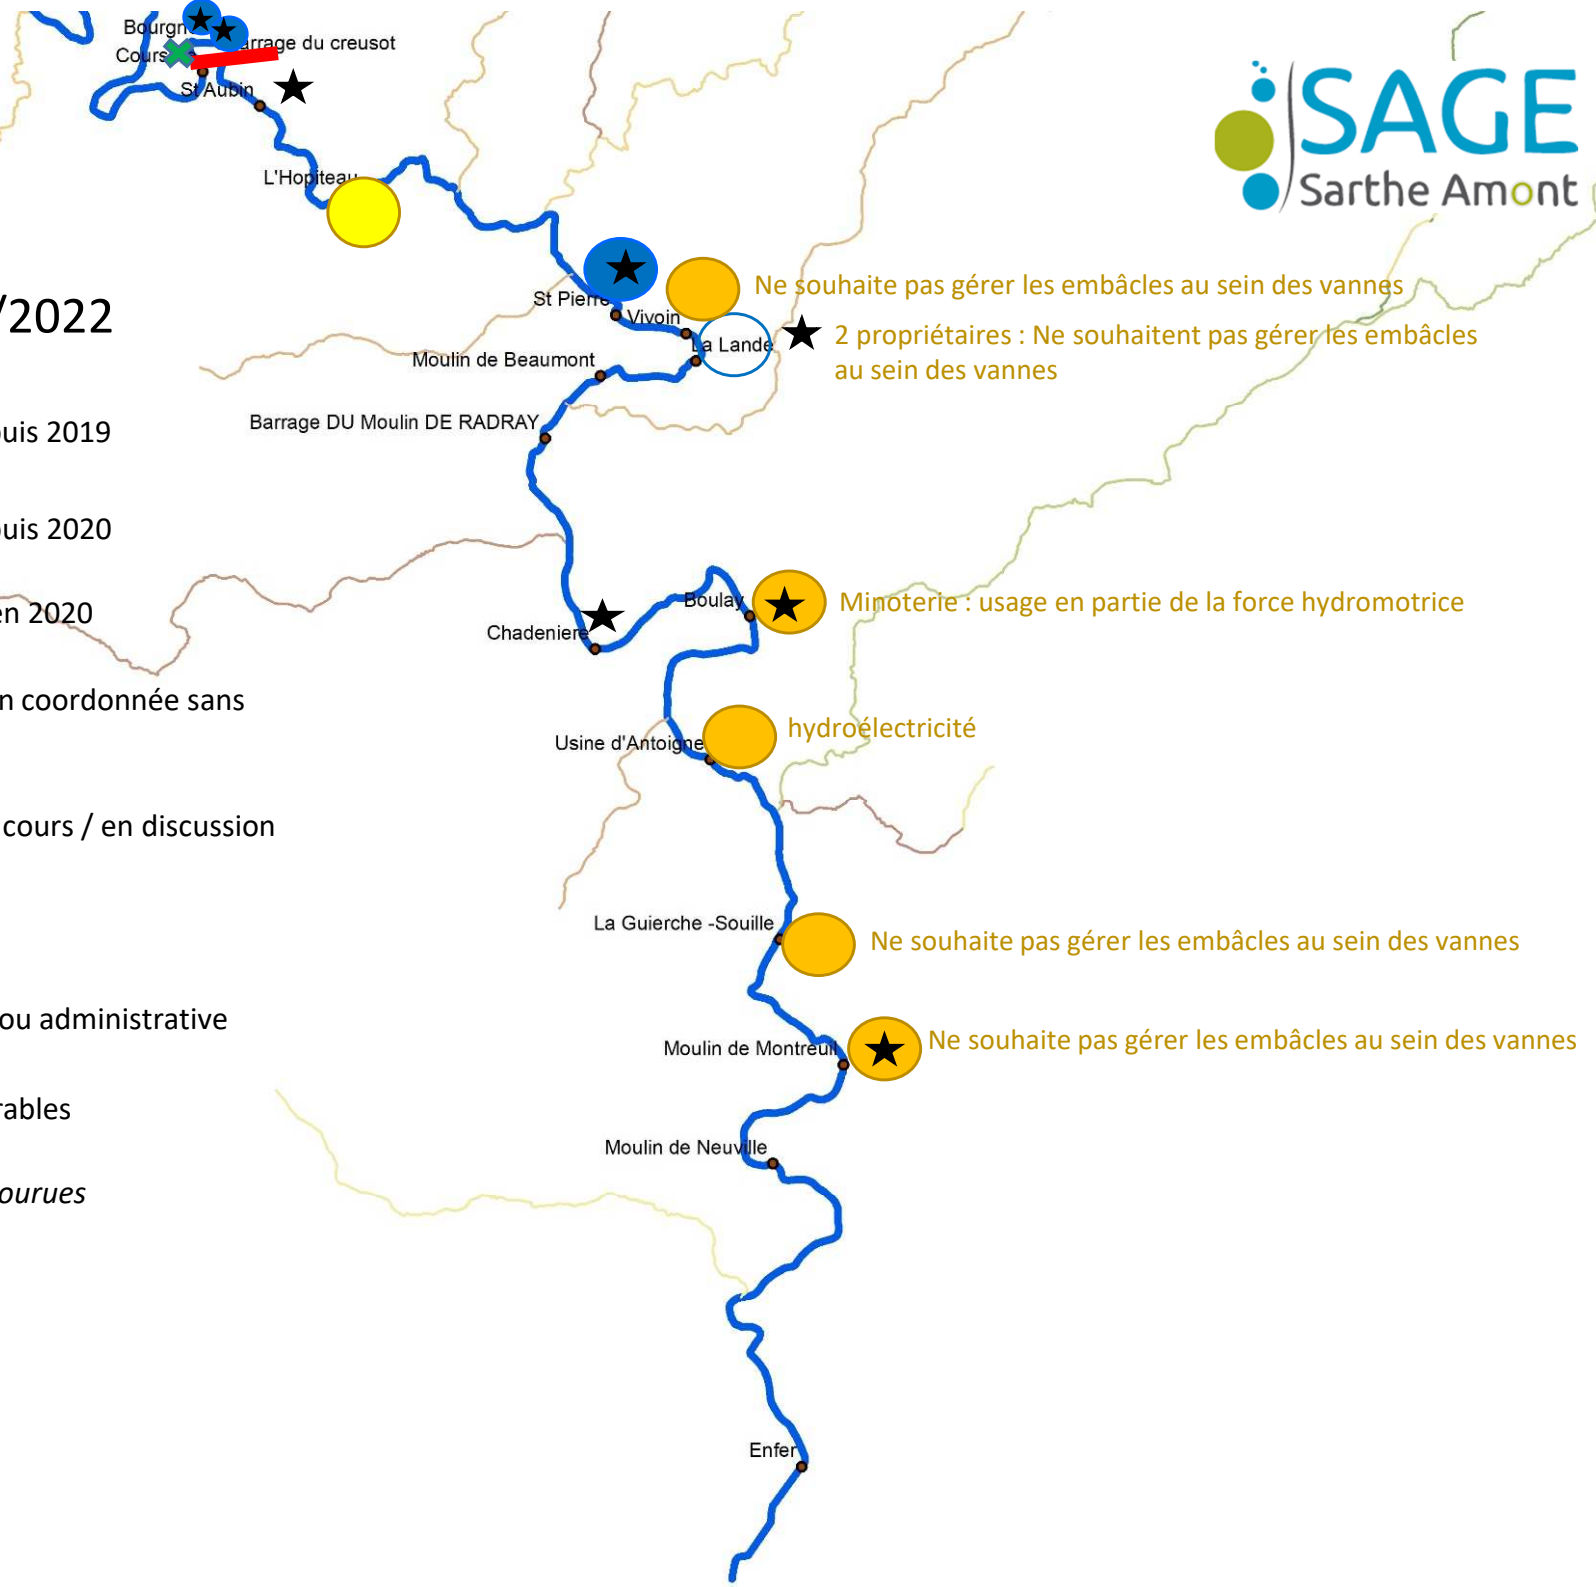 Bourgn
arrage du creusot
Cours
St Aubin
SAGE
Sarthe Amont
L'Hopiteau
/2022
Ne souhaite pas gérer les embâcles au sein des vannes
St Pierre
Vivoin
2 propriétaires : Ne souhaitent pas gérer les embâcles
au sein des vannes
La Lande
Moulin de Beaumont
Barrage DU Moulin DE RADRAY
puis 2019
puis 2020
Boulay
Minoterie : usage en partie de la force hydromotrice
en 2020
Chadeniere
n coordonnée sans
hydroélectricité
Usine d'Antoigne
cours / en discussion
La Guierche -Souille
Ne souhaite pas gérer les embâcles au sein des vannes
ou administrative
Moulin de Montreuil
Ne souhaite pas gérer les embâcles au sein des vannes
rables
Moulin de Neuville
ourues
Enfer